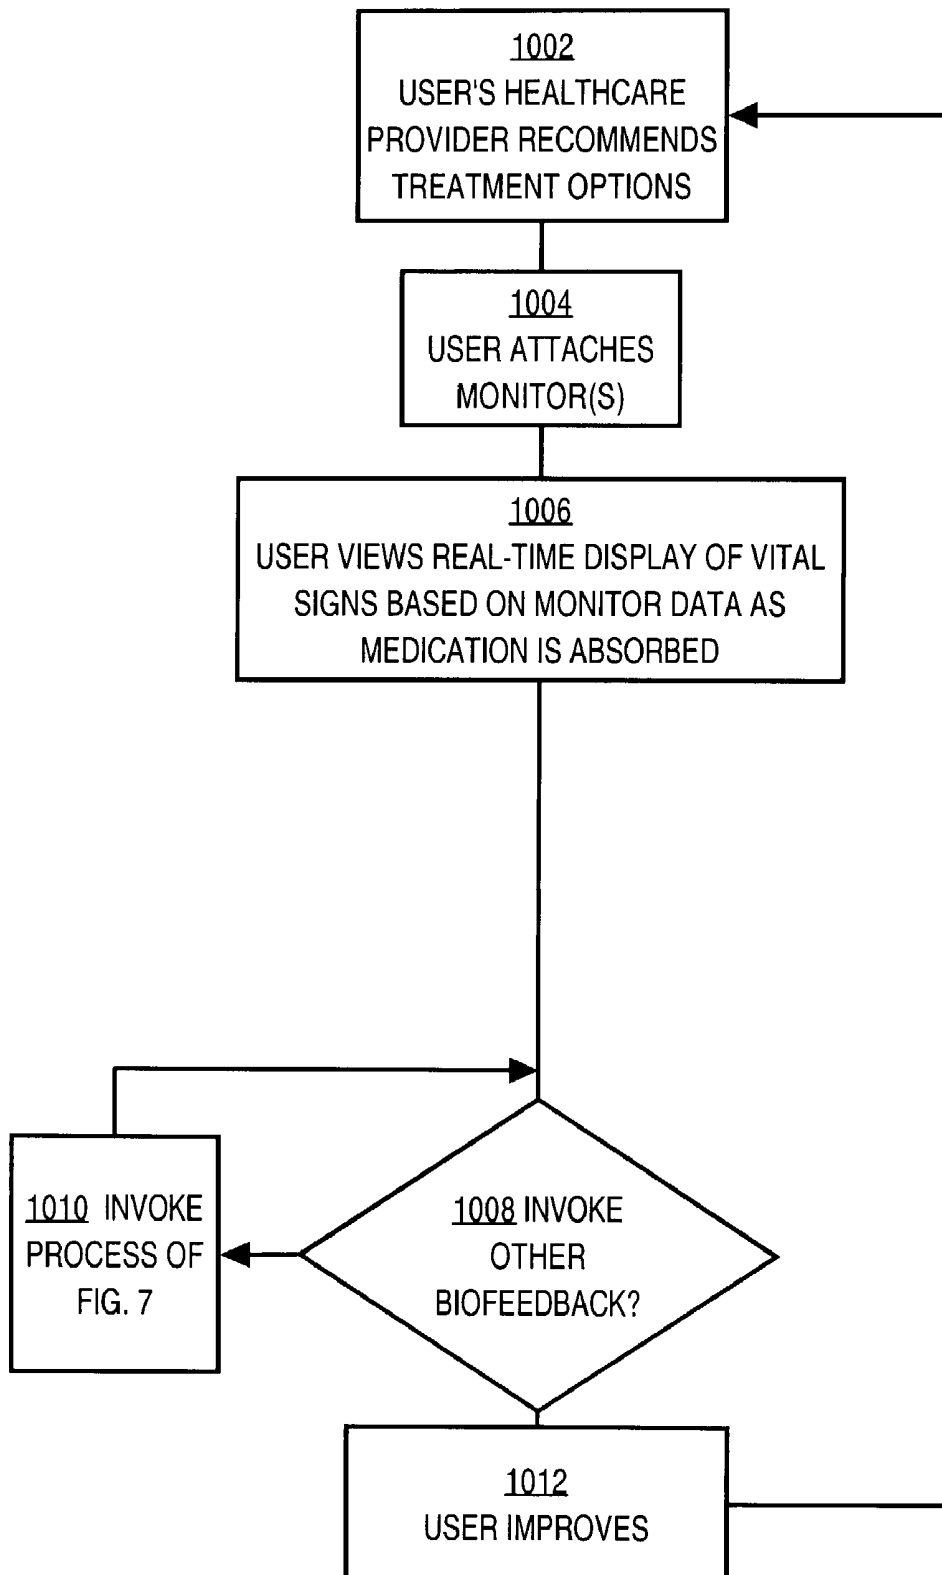 1002
USER'S HEALTHCARE
PROVIDER RECOMMENDS
TREATMENT OPTIONS
1004
USER ATTACHES
MONITOR(S)
1006
USER VIEWS REAL-TIME DISPLAY OF VITAL
SIGNS BASED ON MONITOR DATA AS
MEDICATION IS ABSORBED
1008 INVOKE
OTHER
BIOFEEDBACK?
1010 INVOKE
PROCESS OF
FIG. 7
1012
USER IMPROVES